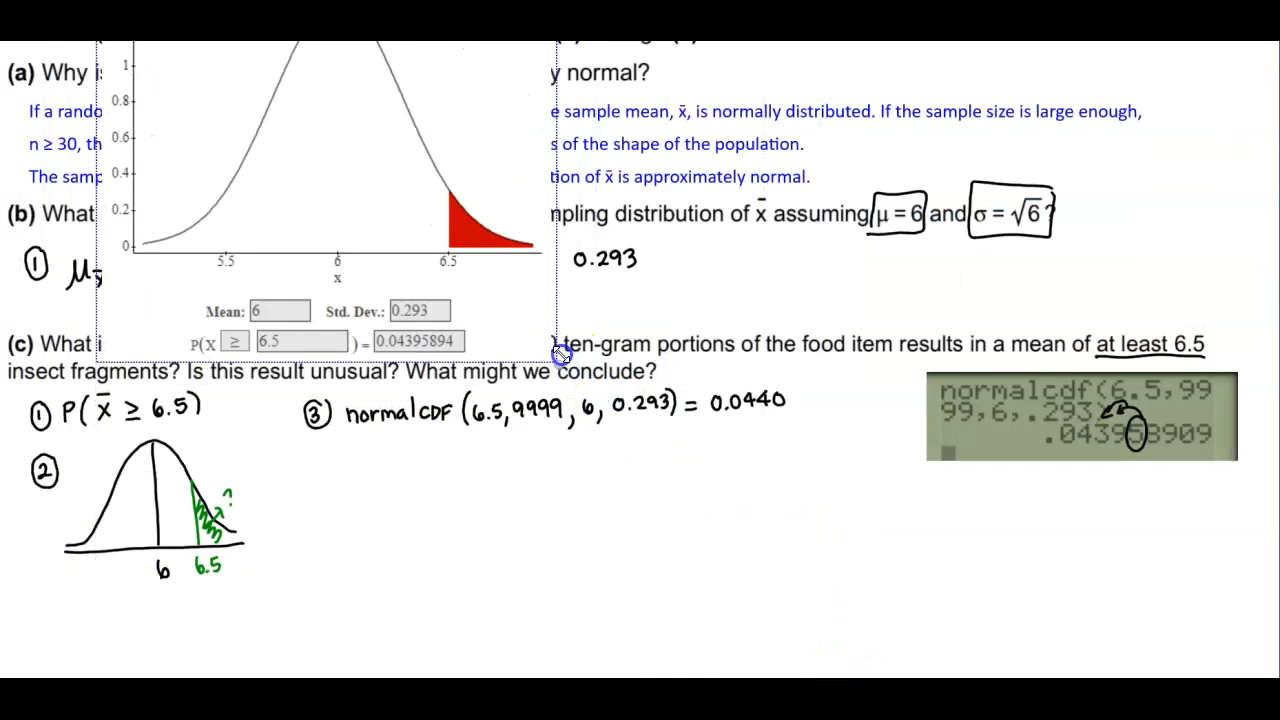 (a) Why is y normal?
If a rando e sample mean, x̄, is normally distributed. If the sample size is large enough,
n ≥ 30, th s of the shape of the population.
The samp tion of x̄ is approximately normal.
(b) What npling distribution of x̄ assuming μ = 6 and σ = √6?
① μx̄ 0.293
1
0.8
0.6
0.4
0.2
0
5.5 6 6.5
x
Mean: 6 Std. Dev.: 0.293
P(X ≥ 6.5 ) = 0.04395894
(c) What i ten-gram portions of the food item results in a mean of at least 6.5
insect fragments? Is this result unusual? What might we conclude?
① P( x̄ ≥ 6.5)
③ normalCDF (6.5, 9999, 6, 0.293) = 0.0440
normalcdf(6.5,99
99,6,.293)
.043958909
②
?
6 6.5